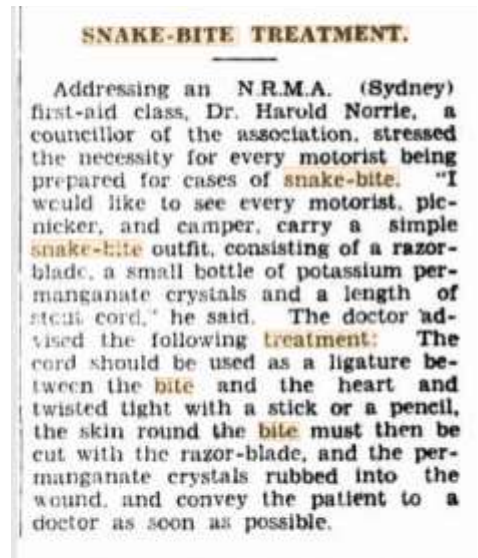 SNAKE-BITE TREATMENT.
Addressing an N.R.M.A. (Sydney)
first-aid class, Dr. Harold Norrie, a
councillor of the association, stressed
the necessity for every motorist being
prepared for cases of snake-bite. "I
would like to see every motorist, pic-
nicker, and camper, carry a simple
snake-bite outfit, consisting of a razor-
blade, a small bottle of potassium per-
manganate crystals and a length of
stout cord," he said. The doctor ad-
vised the following treatment: The
cord should be used as a ligature be-
tween the bite and the heart and
twisted tight with a stick or a pencil,
the skin round the bite must then be
cut with the razor-blade, and the per-
manganate crystals rubbed into the
wound, and convey the patient to a
doctor as soon as possible.